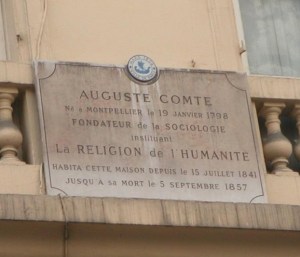 AUGUSTE COMTE
Né à MONTPELLIER le 19 JANVIER 1798
FONDATEUR de la SOCIOLOGIE
instituant
La RELIGION de l'HUMANITE
HABITA CETTE MAISON DEPUIS le 15 JUILLET 1841
JUSQU'A sa MORT le 5 SEPTEMBRE 1857